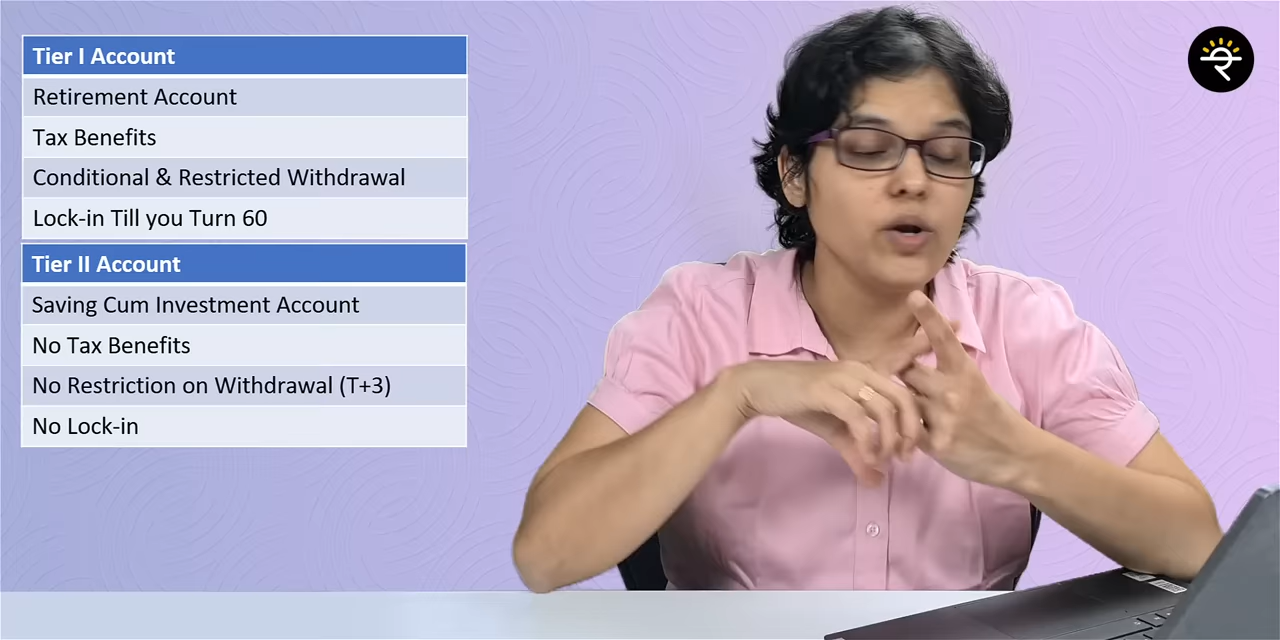 Tier I Account
Retirement Account
Tax Benefits
Conditional & Restricted Withdrawal
Lock-in Till you Turn 60
Tier II Account
Saving Cum Investment Account
No Tax Benefits
No Restriction on Withdrawal (T+3)
No Lock-in